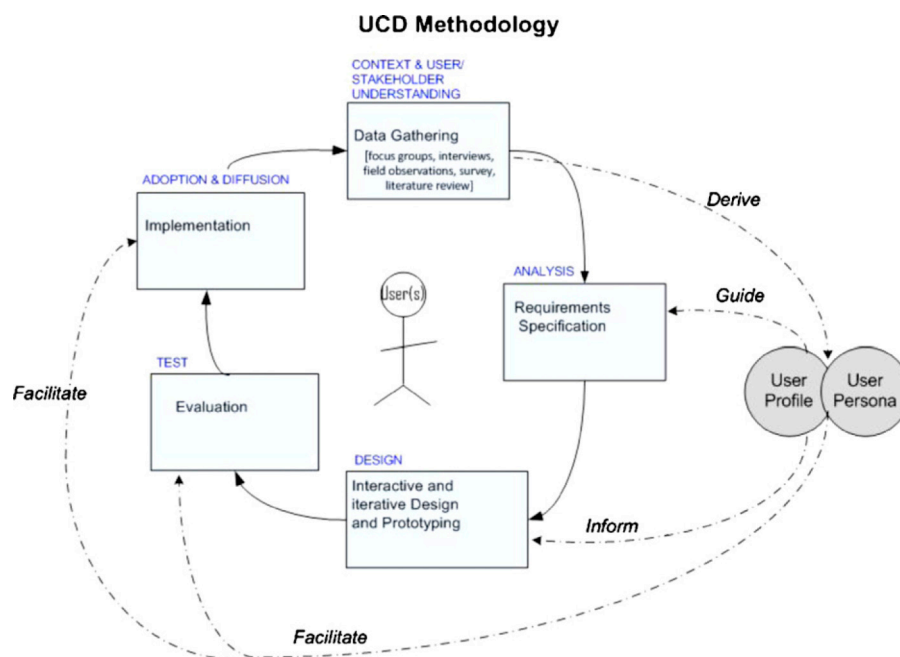 UCD Methodology
CONTEXT & USER/
STAKEHOLDER
UNDERSTANDING
Data Gathering
[focus groups, interviews,
field observations, survey,
literature review]
ADOPTION & DIFFUSION
Implementation
Derive
ANALYSIS
Requirements
Specification
Guide
User(s)
TEST
Evaluation
Facilitate
User
Profile
User
Persona
DESIGN
Interactive and
iterative Design
and Prototyping
Inform
Facilitate